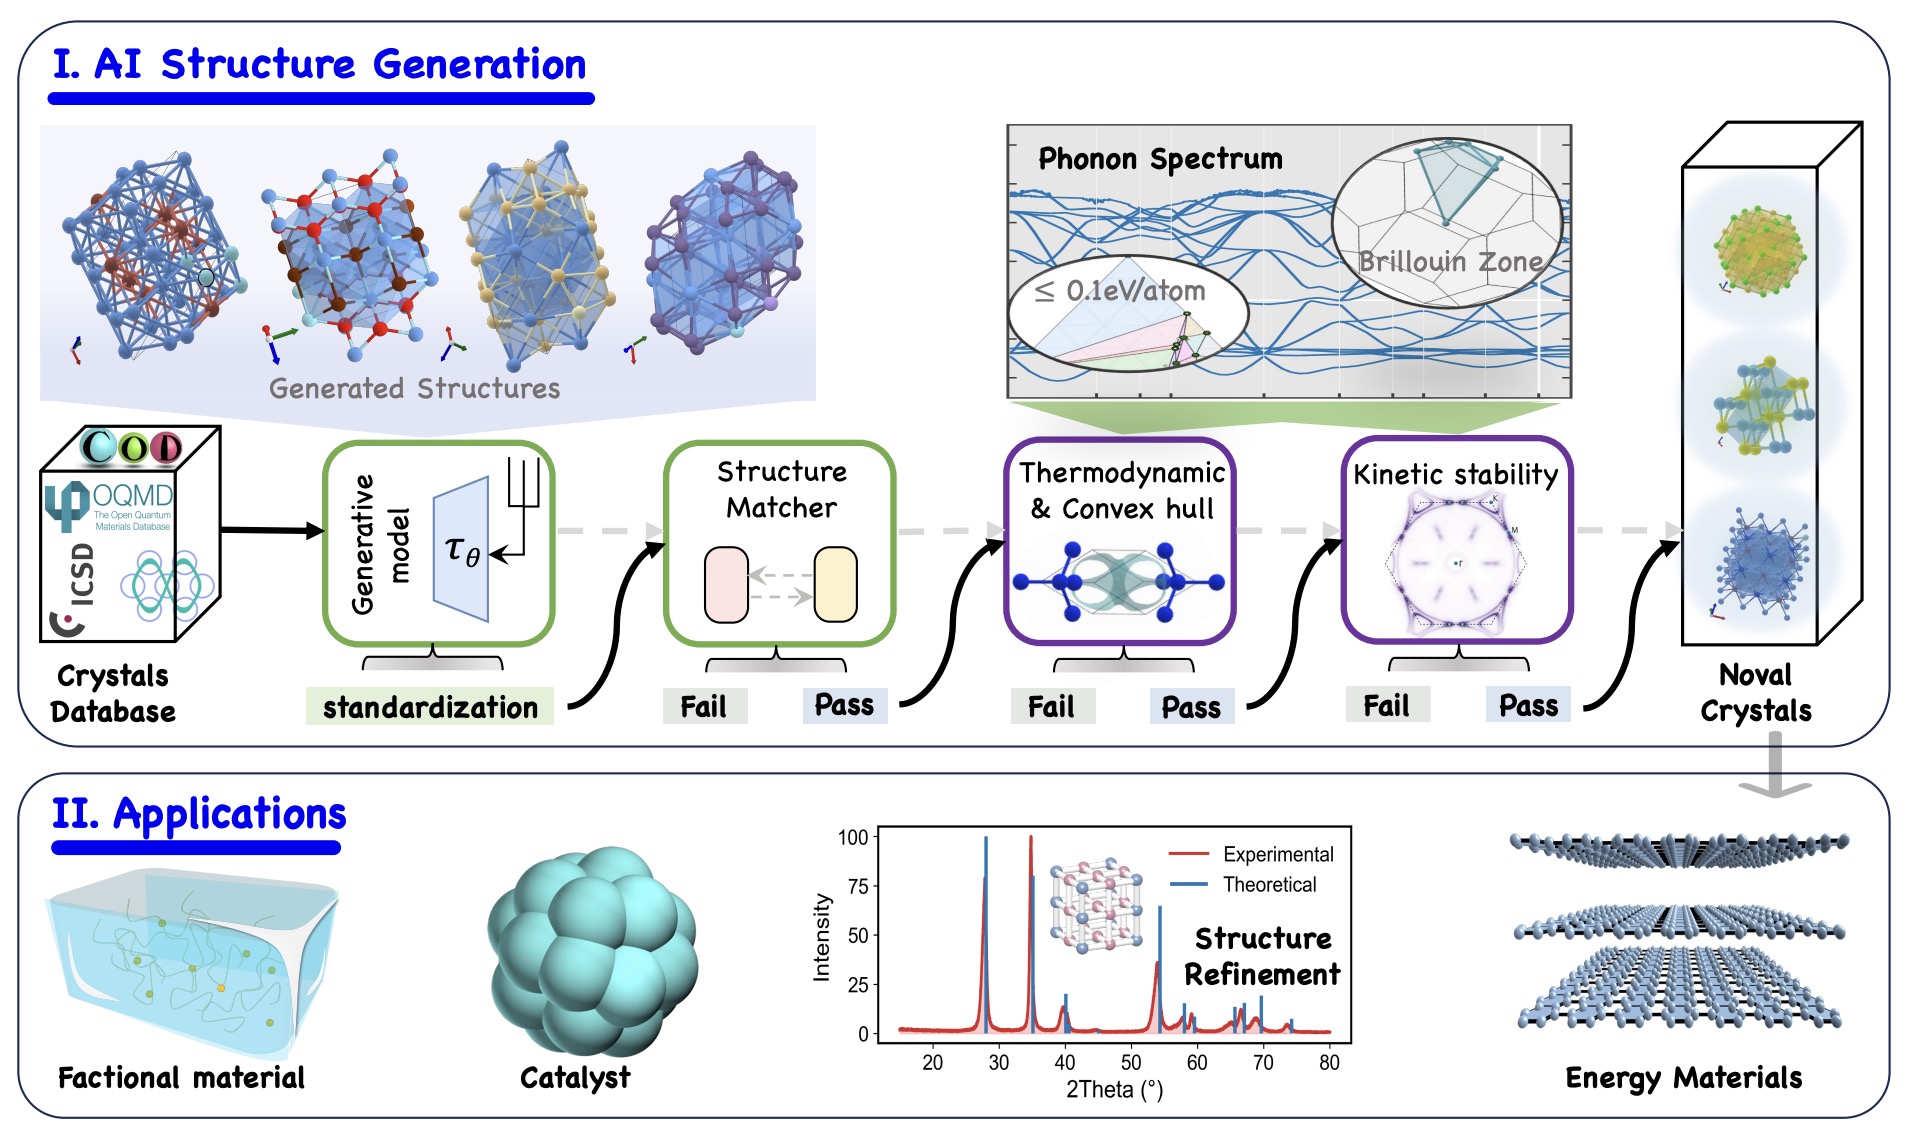 I. AI Structure Generation
Generated Structures
Phonon Spectrum
Brillouin Zone
≤ 0.1eV/atom
COD
OQMD
The Open Quantum
Materials Database
ICSD
Crystals
Database
Generative
model
τθ
standardization
Structure
Matcher
Fail
Pass
Thermodynamic
& Convex hull
Fail
Pass
Kinetic stability
K
M
Γ
Fail
Pass
Noval
Crystals
II. Applications
Factional material
Catalyst
Intensity
100
75
50
25
0
20 30 40 50 60 70 80
2Theta (°)
Experimental
Theoretical
Structure
Refinement
Energy Materials